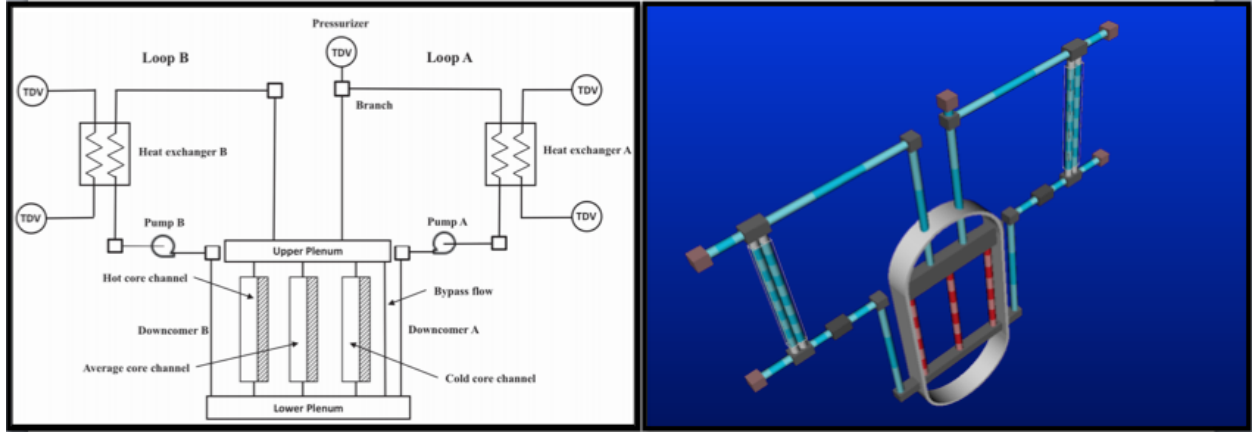 Pressurizer
TDV
Loop B
Loop A
TDV
TDV
Branch
Heat exchanger B
Heat exchanger A
TDV
TDV
Pump B
Pump A
Upper Plenum
Hot core channel
Bypass flow
Downcomer B
Downcomer A
Average core channel
Cold core channel
Lower Plenum